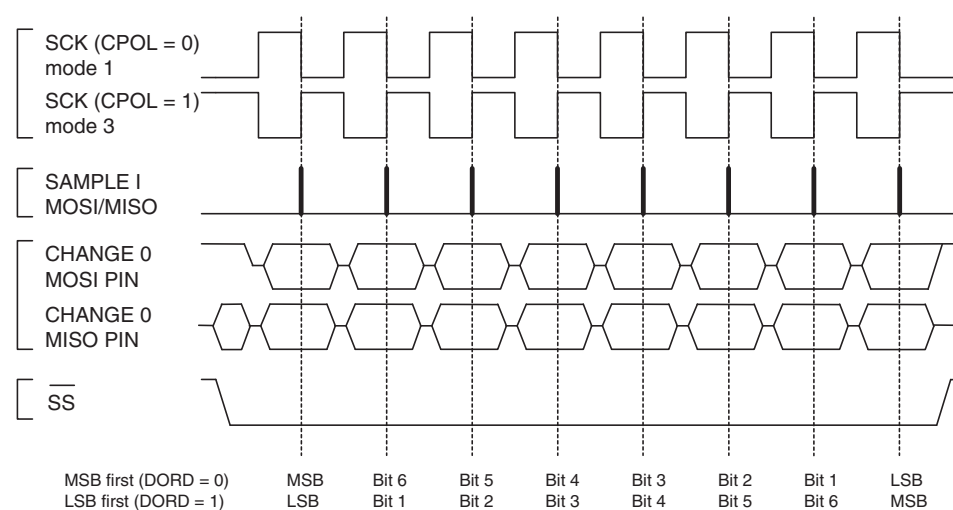 SCK (CPOL = 0)
mode 1
SCK (CPOL = 1)
mode 3
SAMPLE I
MOSI/MISO
CHANGE 0
MOSI PIN
CHANGE 0
MISO PIN
SS
MSB first (DORD = 0) MSB Bit 6 Bit 5 Bit 4 Bit 3 Bit 2 Bit 1 LSB
LSB first (DORD = 1) LSB Bit 1 Bit 2 Bit 3 Bit 4 Bit 5 Bit 6 MSB